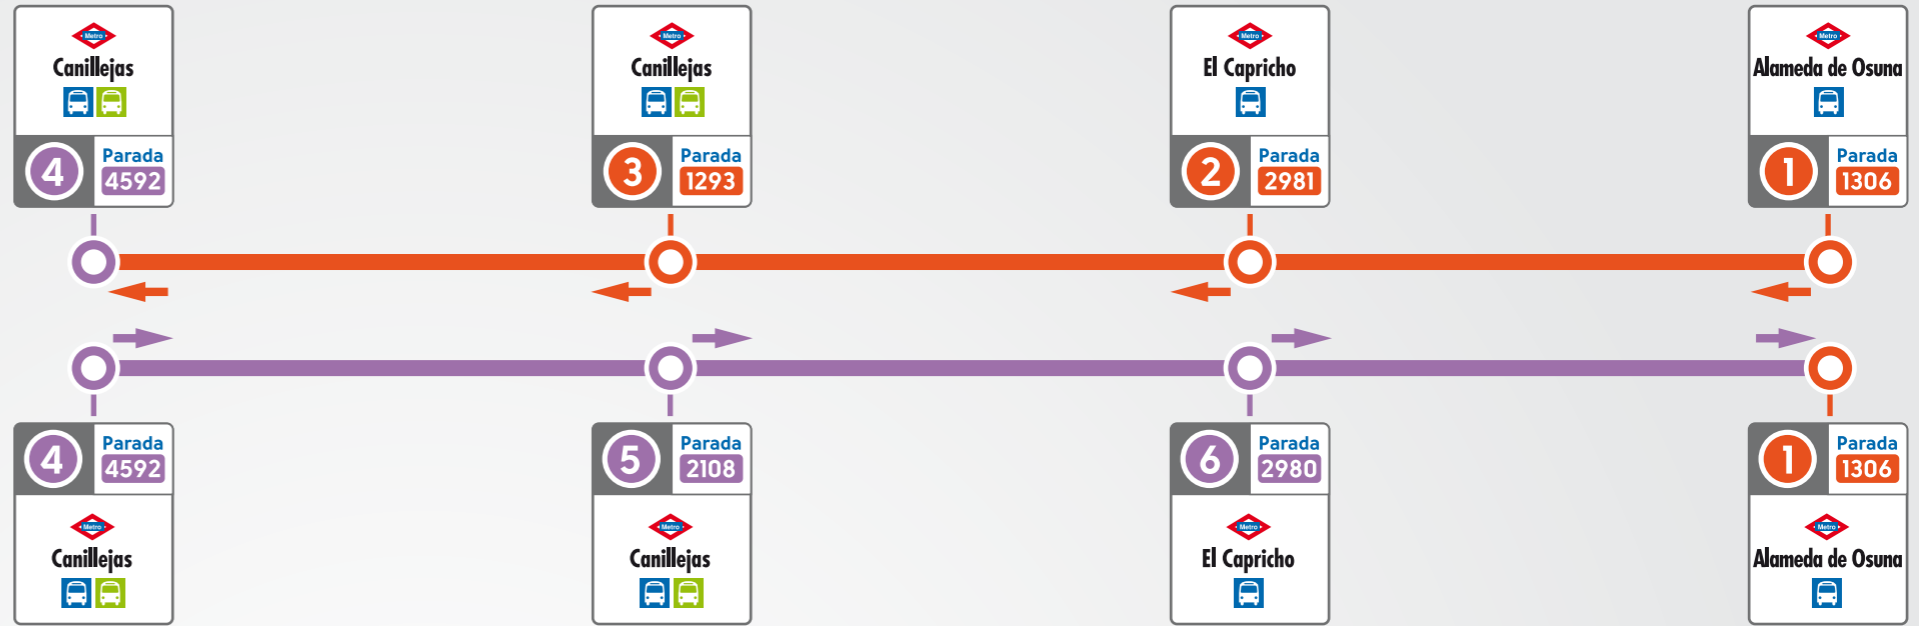 Metro
Canillejas
4
Parada
4592
Metro
Canillejas
3
Parada
1293
Metro
El Capricho
2
Parada
2981
Metro
Alameda de Osuna
1
Parada
1306
4
Parada
4592
Metro
Canillejas
5
Parada
2108
Metro
Canillejas
6
Parada
2980
Metro
El Capricho
1
Parada
1306
Metro
Alameda de Osuna